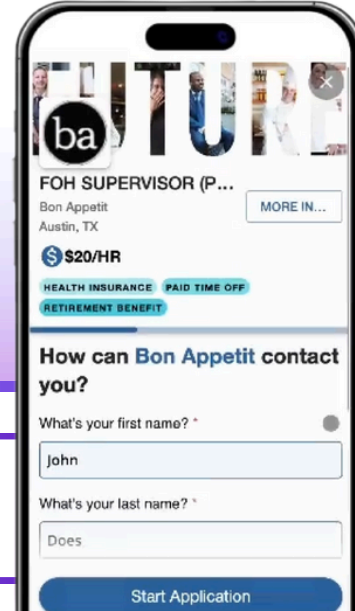 FUTURE
ba
FOH SUPERVISOR (P...
Bon Appetit
MORE IN...
Austin, TX
$20/HR
HEALTH INSURANCE PAID TIME OFF
RETIREMENT BENEFIT
How can Bon Appetit contact
you?
What's your first name? *
John
What's your last name? *
Does
Start Application